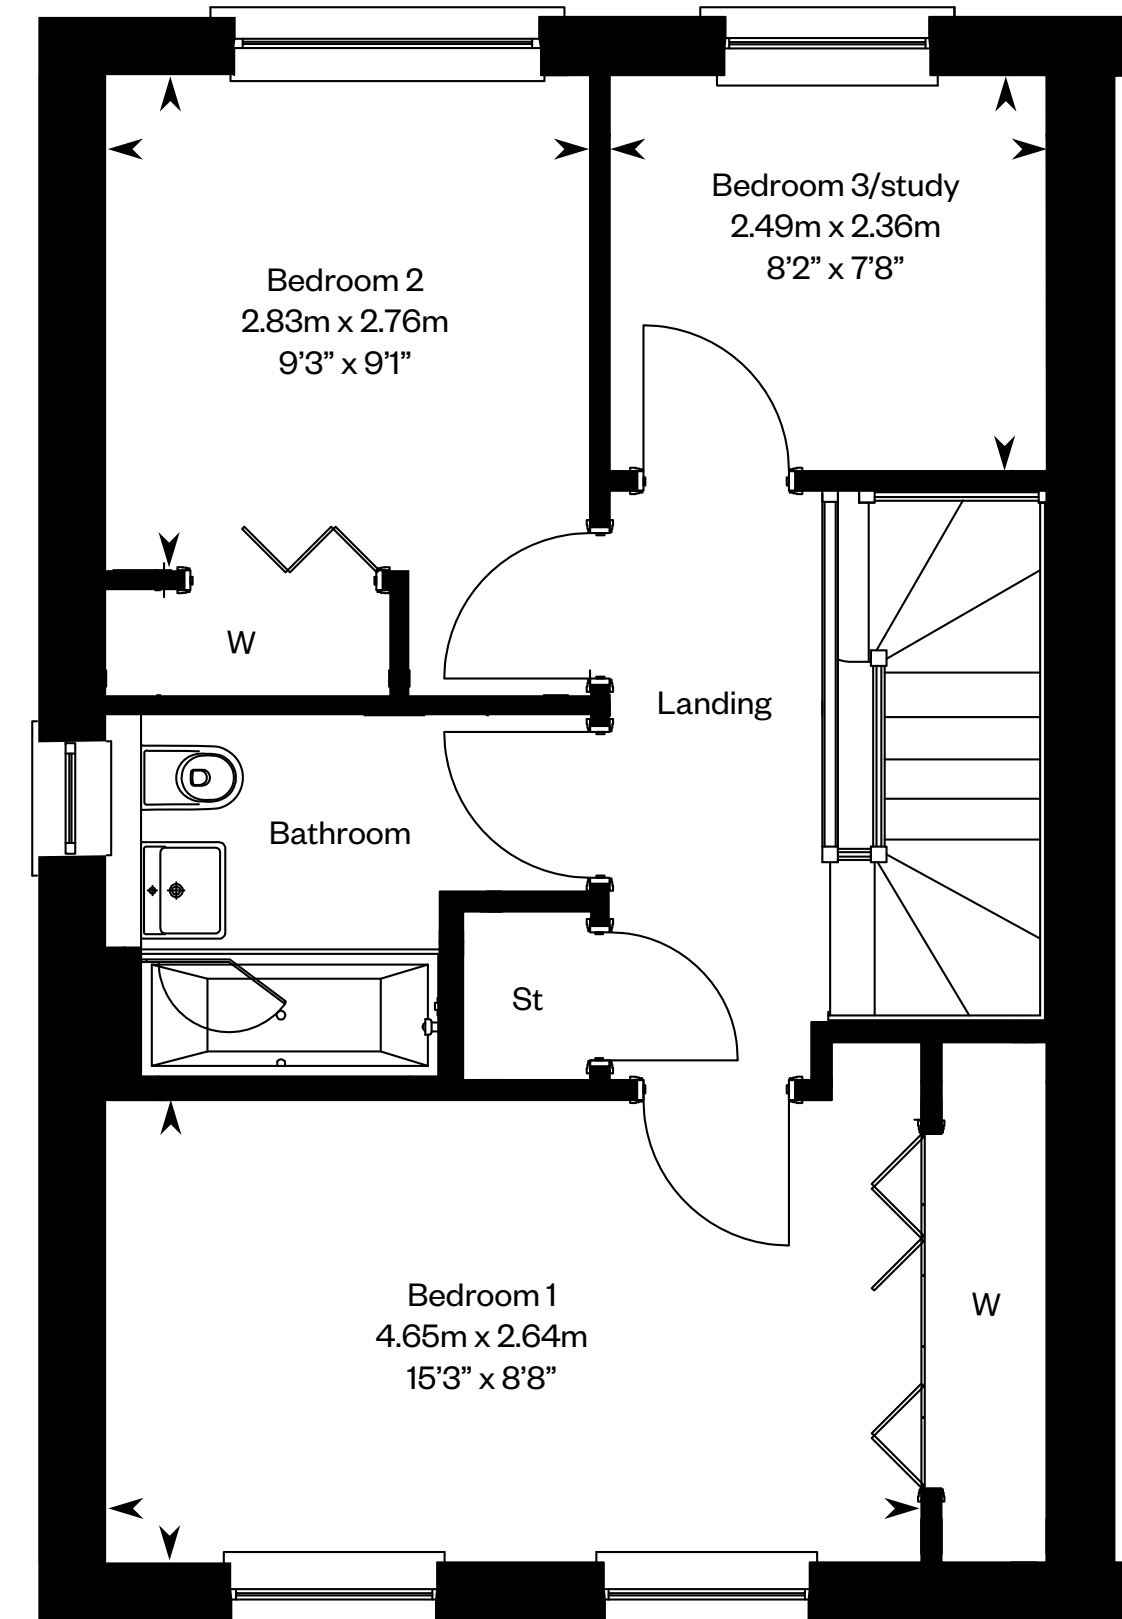 Bedroom 3/study
2.49m x 2.36m
8’2” x 7’8”
Bedroom 2
2.83m x 2.76m
9’3” x 9’1”
W
Landing
Bathroom
St
Bedroom 1
4.65m x 2.64m
15’3” x 8’8”
W